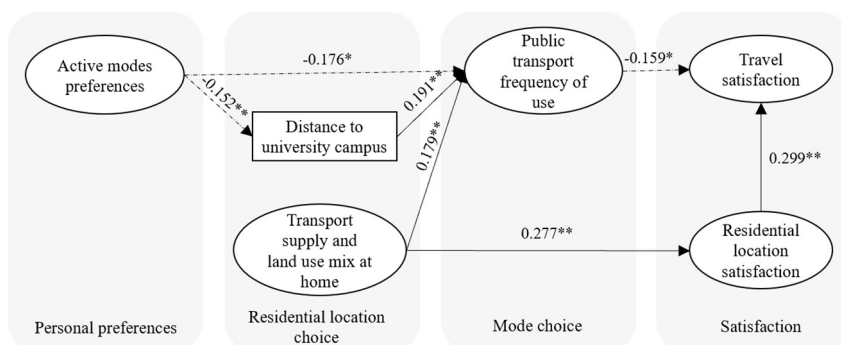 Active modes
preferences
-0.176*
-0.152**
Distance to
university campus
0.191**
0.179**
Public
transport
frequency of
use
-0.159*
Travel
satisfaction
0.299**
Transport
supply and
land use mix at
home
0.277**
Residential
location
satisfaction
Personal preferences
Residential location
choice
Mode choice
Satisfaction